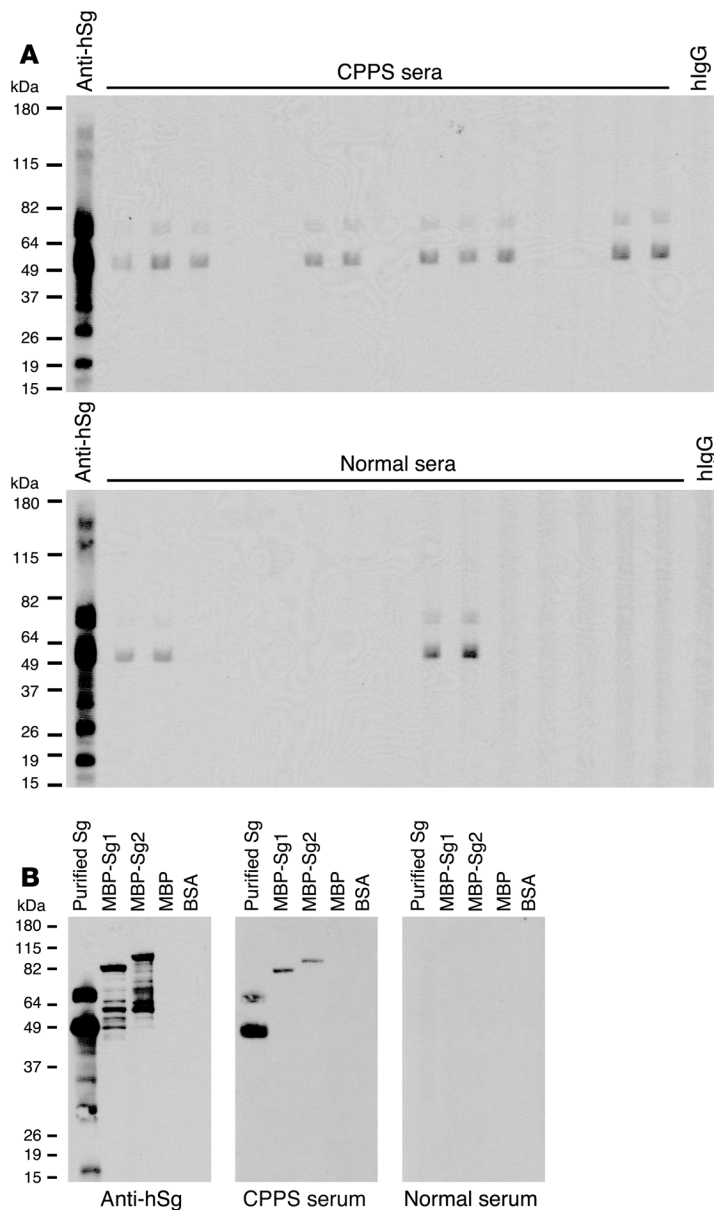 A
Anti-hSg
CPPS sera
hIgG
kDa
180
115
82
64
49
37
26
19
15
Anti-hSg
Normal sera
hIgG
kDa
180
115
82
64
49
37
26
19
15
B
Purified Sg
MBP-Sg1
MBP-Sg2
MBP
BSA
Purified Sg
MBP-Sg1
MBP-Sg2
MBP
BSA
Purified Sg
MBP-Sg1
MBP-Sg2
MBP
BSA
kDa
180
115
82
64
49
37
26
19
15
Anti-hSg
CPPS serum
Normal serum